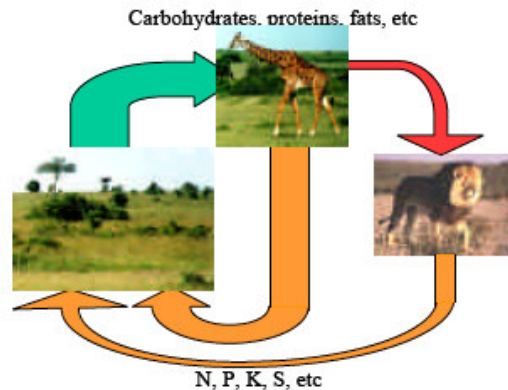 Carbohydrates, proteins, fats, etc
N, P, K, S, etc